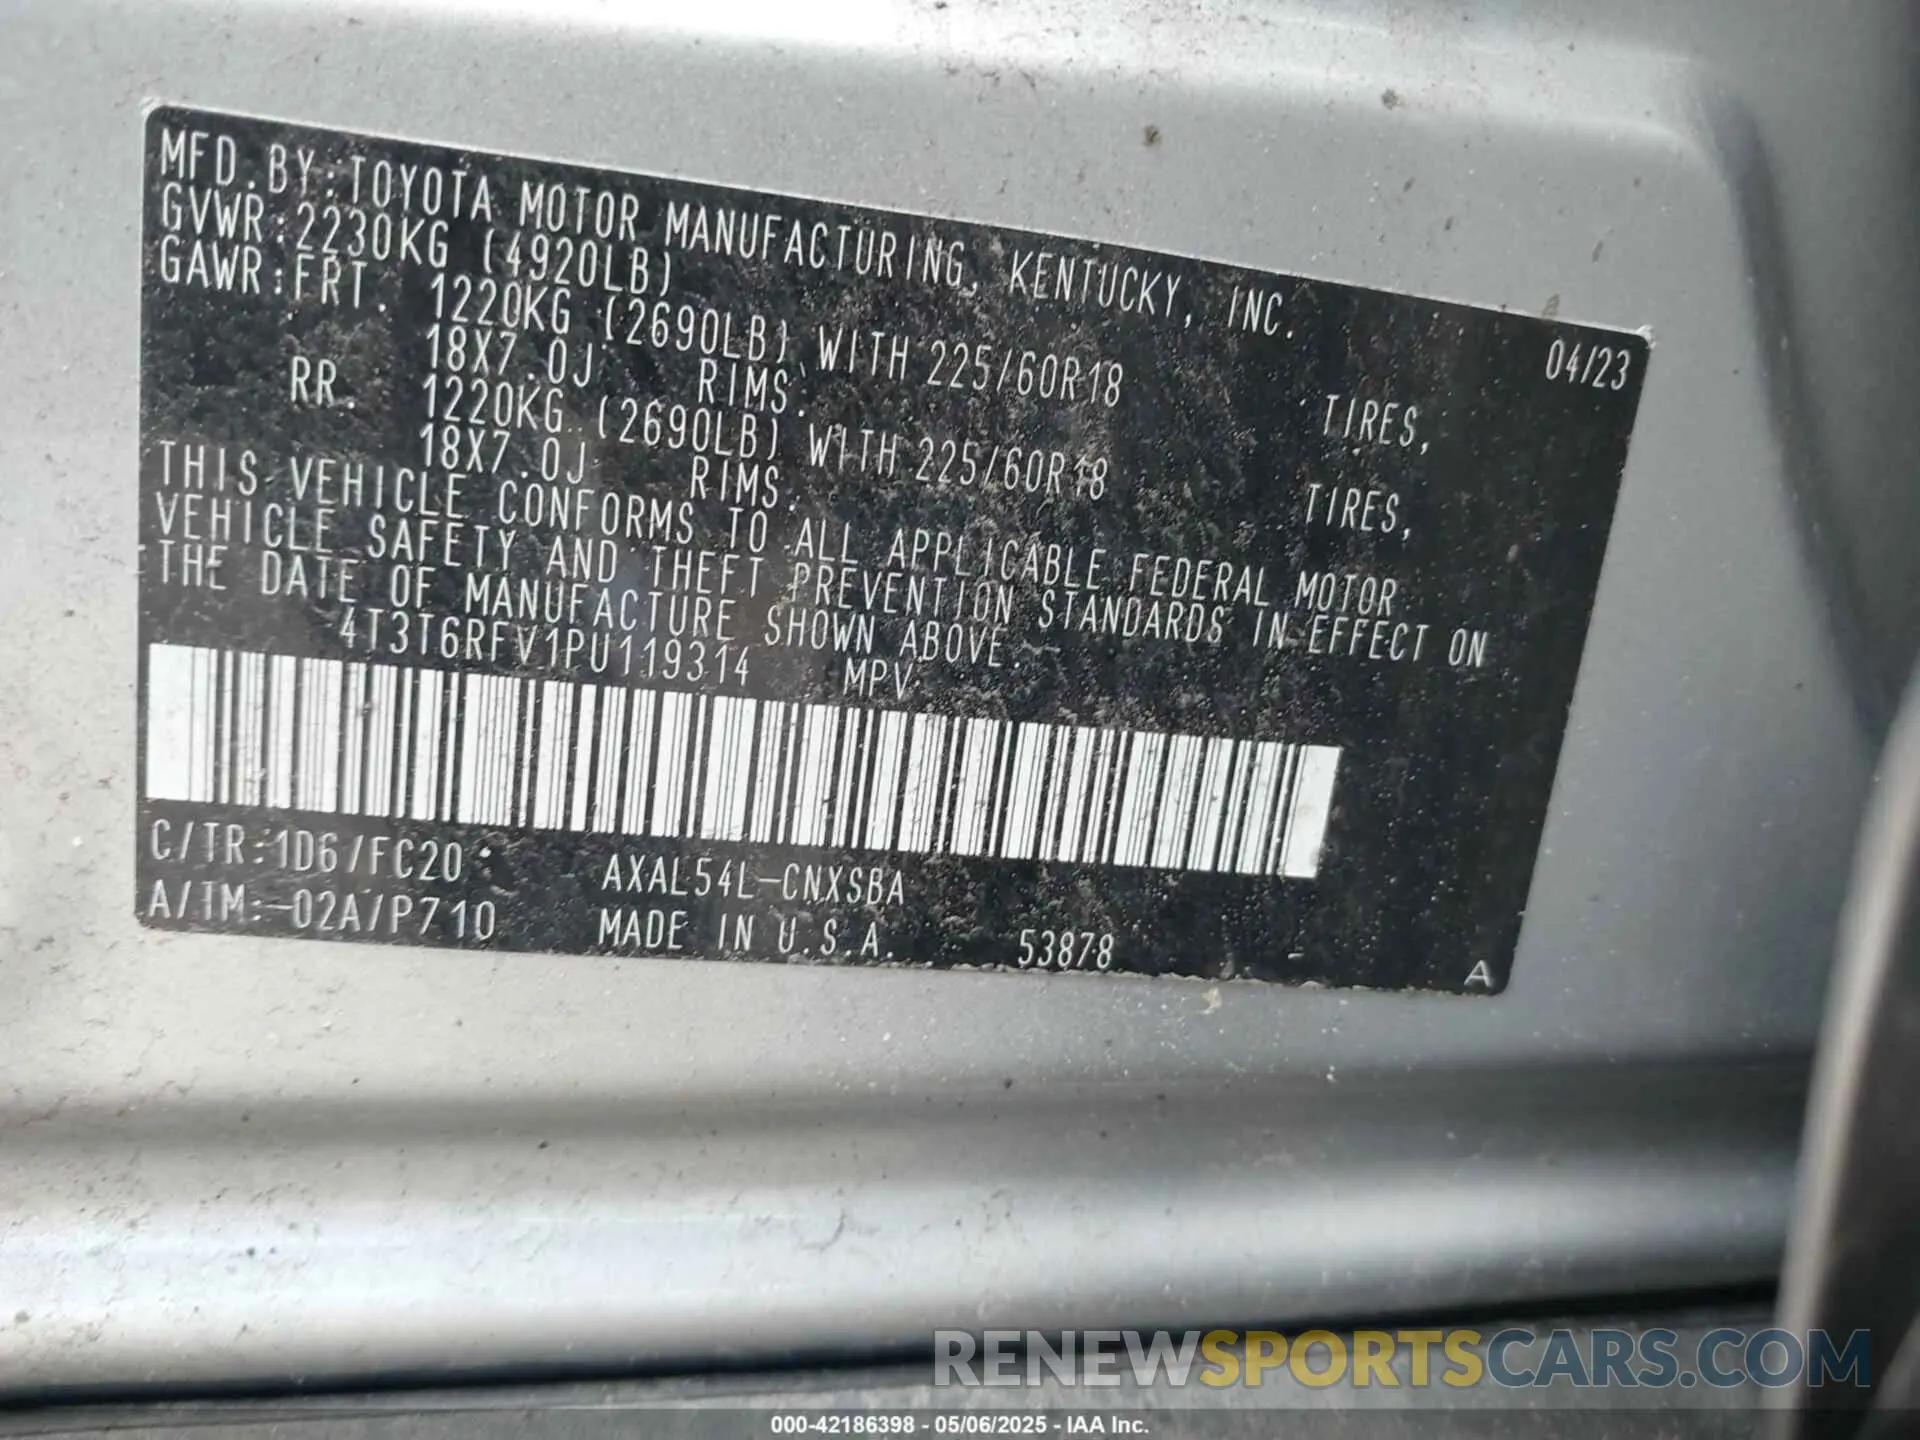 MFD. BY:TOYOTA MOTOR MANUFACTURING, KENTUCKY, INC.
GVWR:2230KG (4920LB) 04/23
GAWR:FRT. 1220KG (2690LB) WITH 225/60R18 TIRES,
18X7.0J RIMS.
RR. 1220KG (2690LB) WITH 225/60R18 TIRES,
18X7.0J RIMS.
THIS VEHICLE CONFORMS TO ALL APPLICABLE FEDERAL MOTOR
VEHICLE SAFETY AND THEFT PREVENTION STANDARDS IN EFFECT ON
THE DATE OF MANUFACTURE SHOWN ABOVE.
4T3T6RFV1PU119314 MPV
C/TR:1D6/FC20 AXAL54L-CNXSBA
A/TM:-02A/P710 MADE IN U.S.A. 53878 A
RENEWSPORTSCARS.COM
000-42186398 - 05/06/2025 - IAA Inc.